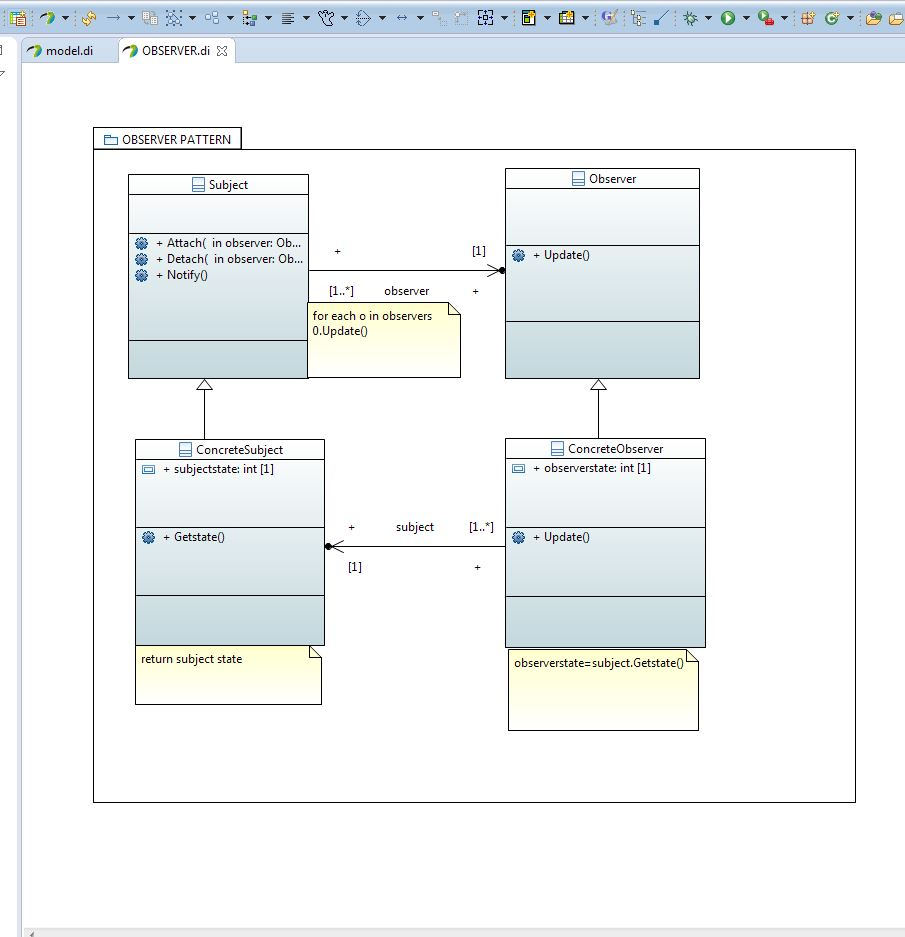 model.di
OBSERVER.di
OBSERVER PATTERN
Subject
+ Attach( in observer: Ob...
+ Detach( in observer: Ob...
+ Notify()
Observer
+ Update()
+
[1]
[1..*]
observer
+
for each o in observers
0.Update()
ConcreteSubject
+ subjectstate: int [1]
+ Getstate()
ConcreteObserver
+ observerstate: int [1]
+ Update()
+
subject
[1..*]
[1]
+
return subject state
observerstate=subject.Getstate()